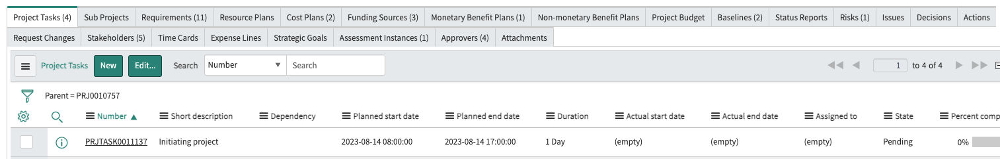 Project Tasks (4) Sub Projects Requirements (11) Resource Plans Cost Plans (2) Funding Sources (3) Monetary Benefit Plans (1) Non-monetary Benefit Plans Project Budget Baselines (2) Status Reports Risks (1) Issues Decisions Actions
Request Changes Stakeholders (5) Time Cards Expense Lines Strategic Goals Assessment Instances (1) Approvers (4) Attachments
Project Tasks New Edit... Search Number Search 1 to 4 of 4
Parent = PRJ0010757
Number Short description Dependency Planned start date Planned end date Duration Actual start date Actual end date Assigned to State Percent comp
PRJTASK0011137 Initiating project 2023-08-14 08:00:00 2023-08-14 17:00:00 1 Day (empty) (empty) (empty) Pending 0%